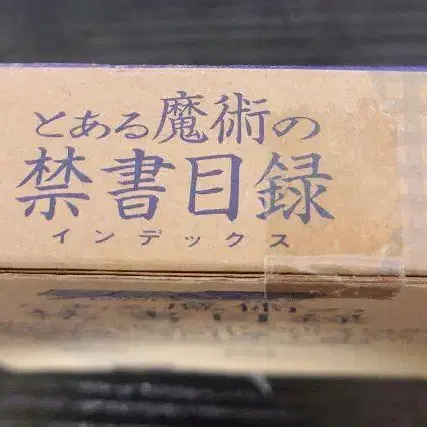 とある魔術の
禁書目録
インデックス